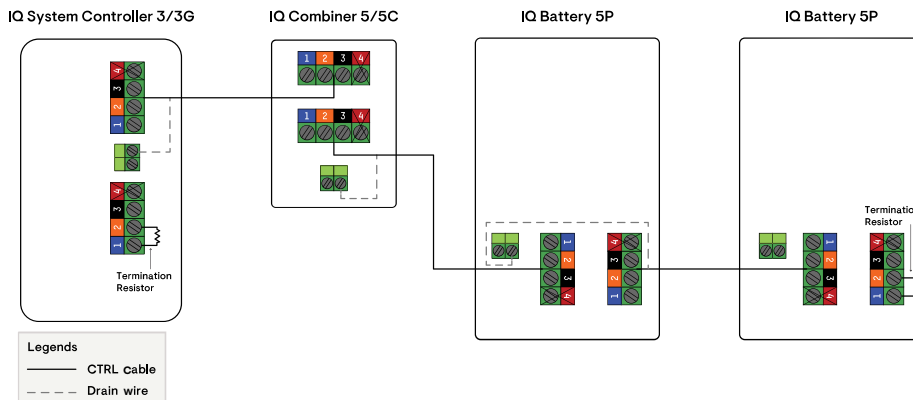 IQ System Controller 3/3G
IQ Combiner 5/5C
IQ Battery 5P
IQ Battery 5P
4
3
2
1
4
3
2
1
Termination
Resistor
1 2 3 4
1 2 3 4
1
2
3
4
4
3
2
1
1
2
3
4
4
3
2
1
Resistor
Legends
CTRL cable
Drain wire